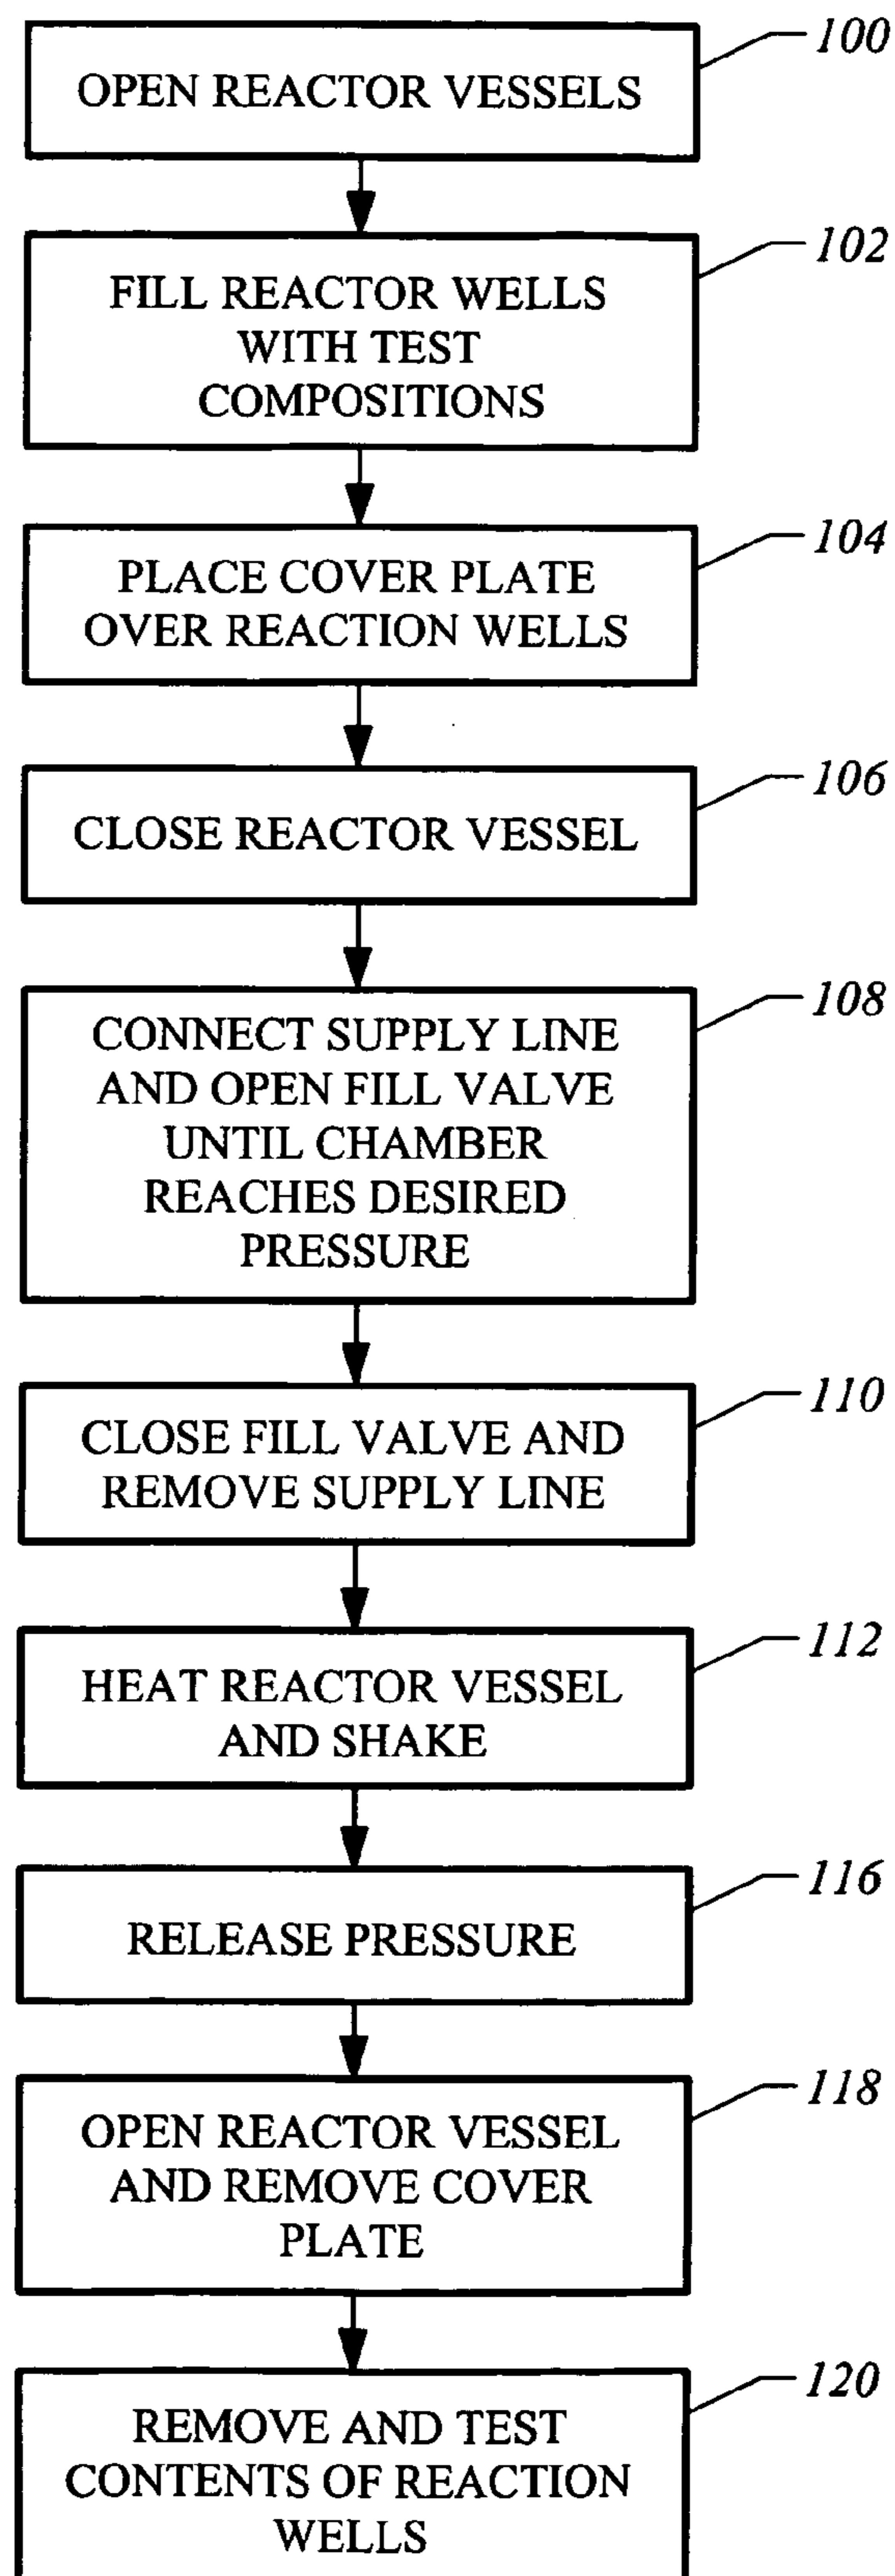 100
OPEN REACTOR VESSELS
102
FILL REACTOR WELLS
WITH TEST
COMPOSITIONS
104
PLACE COVER PLATE
OVER REACTION WELLS
106
CLOSE REACTOR VESSEL
108
CONNECT SUPPLY LINE
AND OPEN FILL VALVE
UNTIL CHAMBER
REACHES DESIRED
PRESSURE
110
CLOSE FILL VALVE AND
REMOVE SUPPLY LINE
112
HEAT REACTOR VESSEL
AND SHAKE
116
RELEASE PRESSURE
118
OPEN REACTOR VESSEL
AND REMOVE COVER
PLATE
120
REMOVE AND TEST
CONTENTS OF REACTION
WELLS